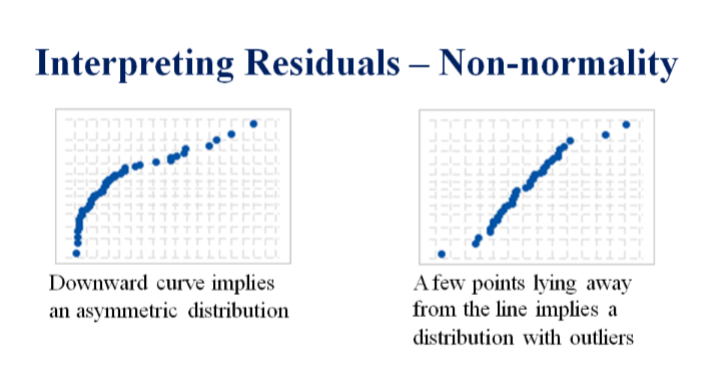 Interpreting Residuals – Non-normality
Downward curve implies
an asymmetric distribution
A few points lying away
from the line implies a
distribution with outliers